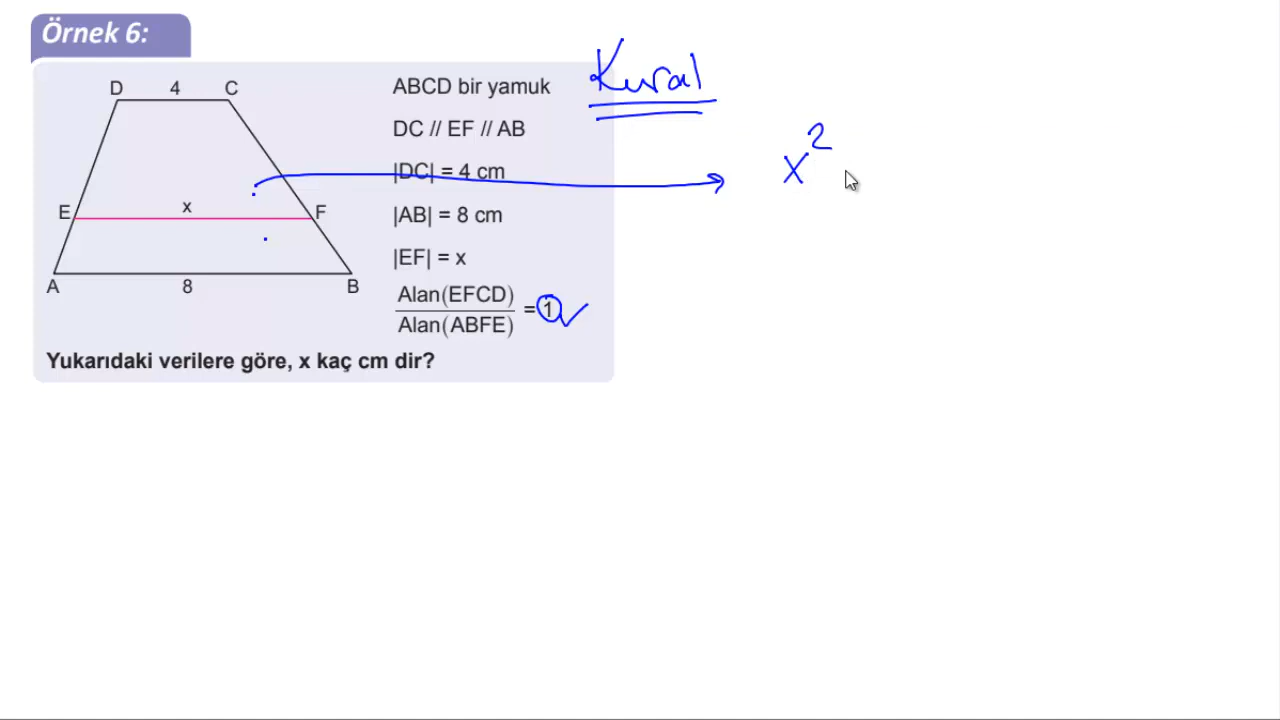 Örnek 6:
Kural
D 4 C
ABCD bir yamuk
DC // EF // AB
x²
|DC| = 4 cm
E x F
|AB| = 8 cm
|EF| = x
A 8 B
Alan(EFCD)
= 1
Alan(ABFE)
Yukarıdaki verilere göre, x kaç cm dir?